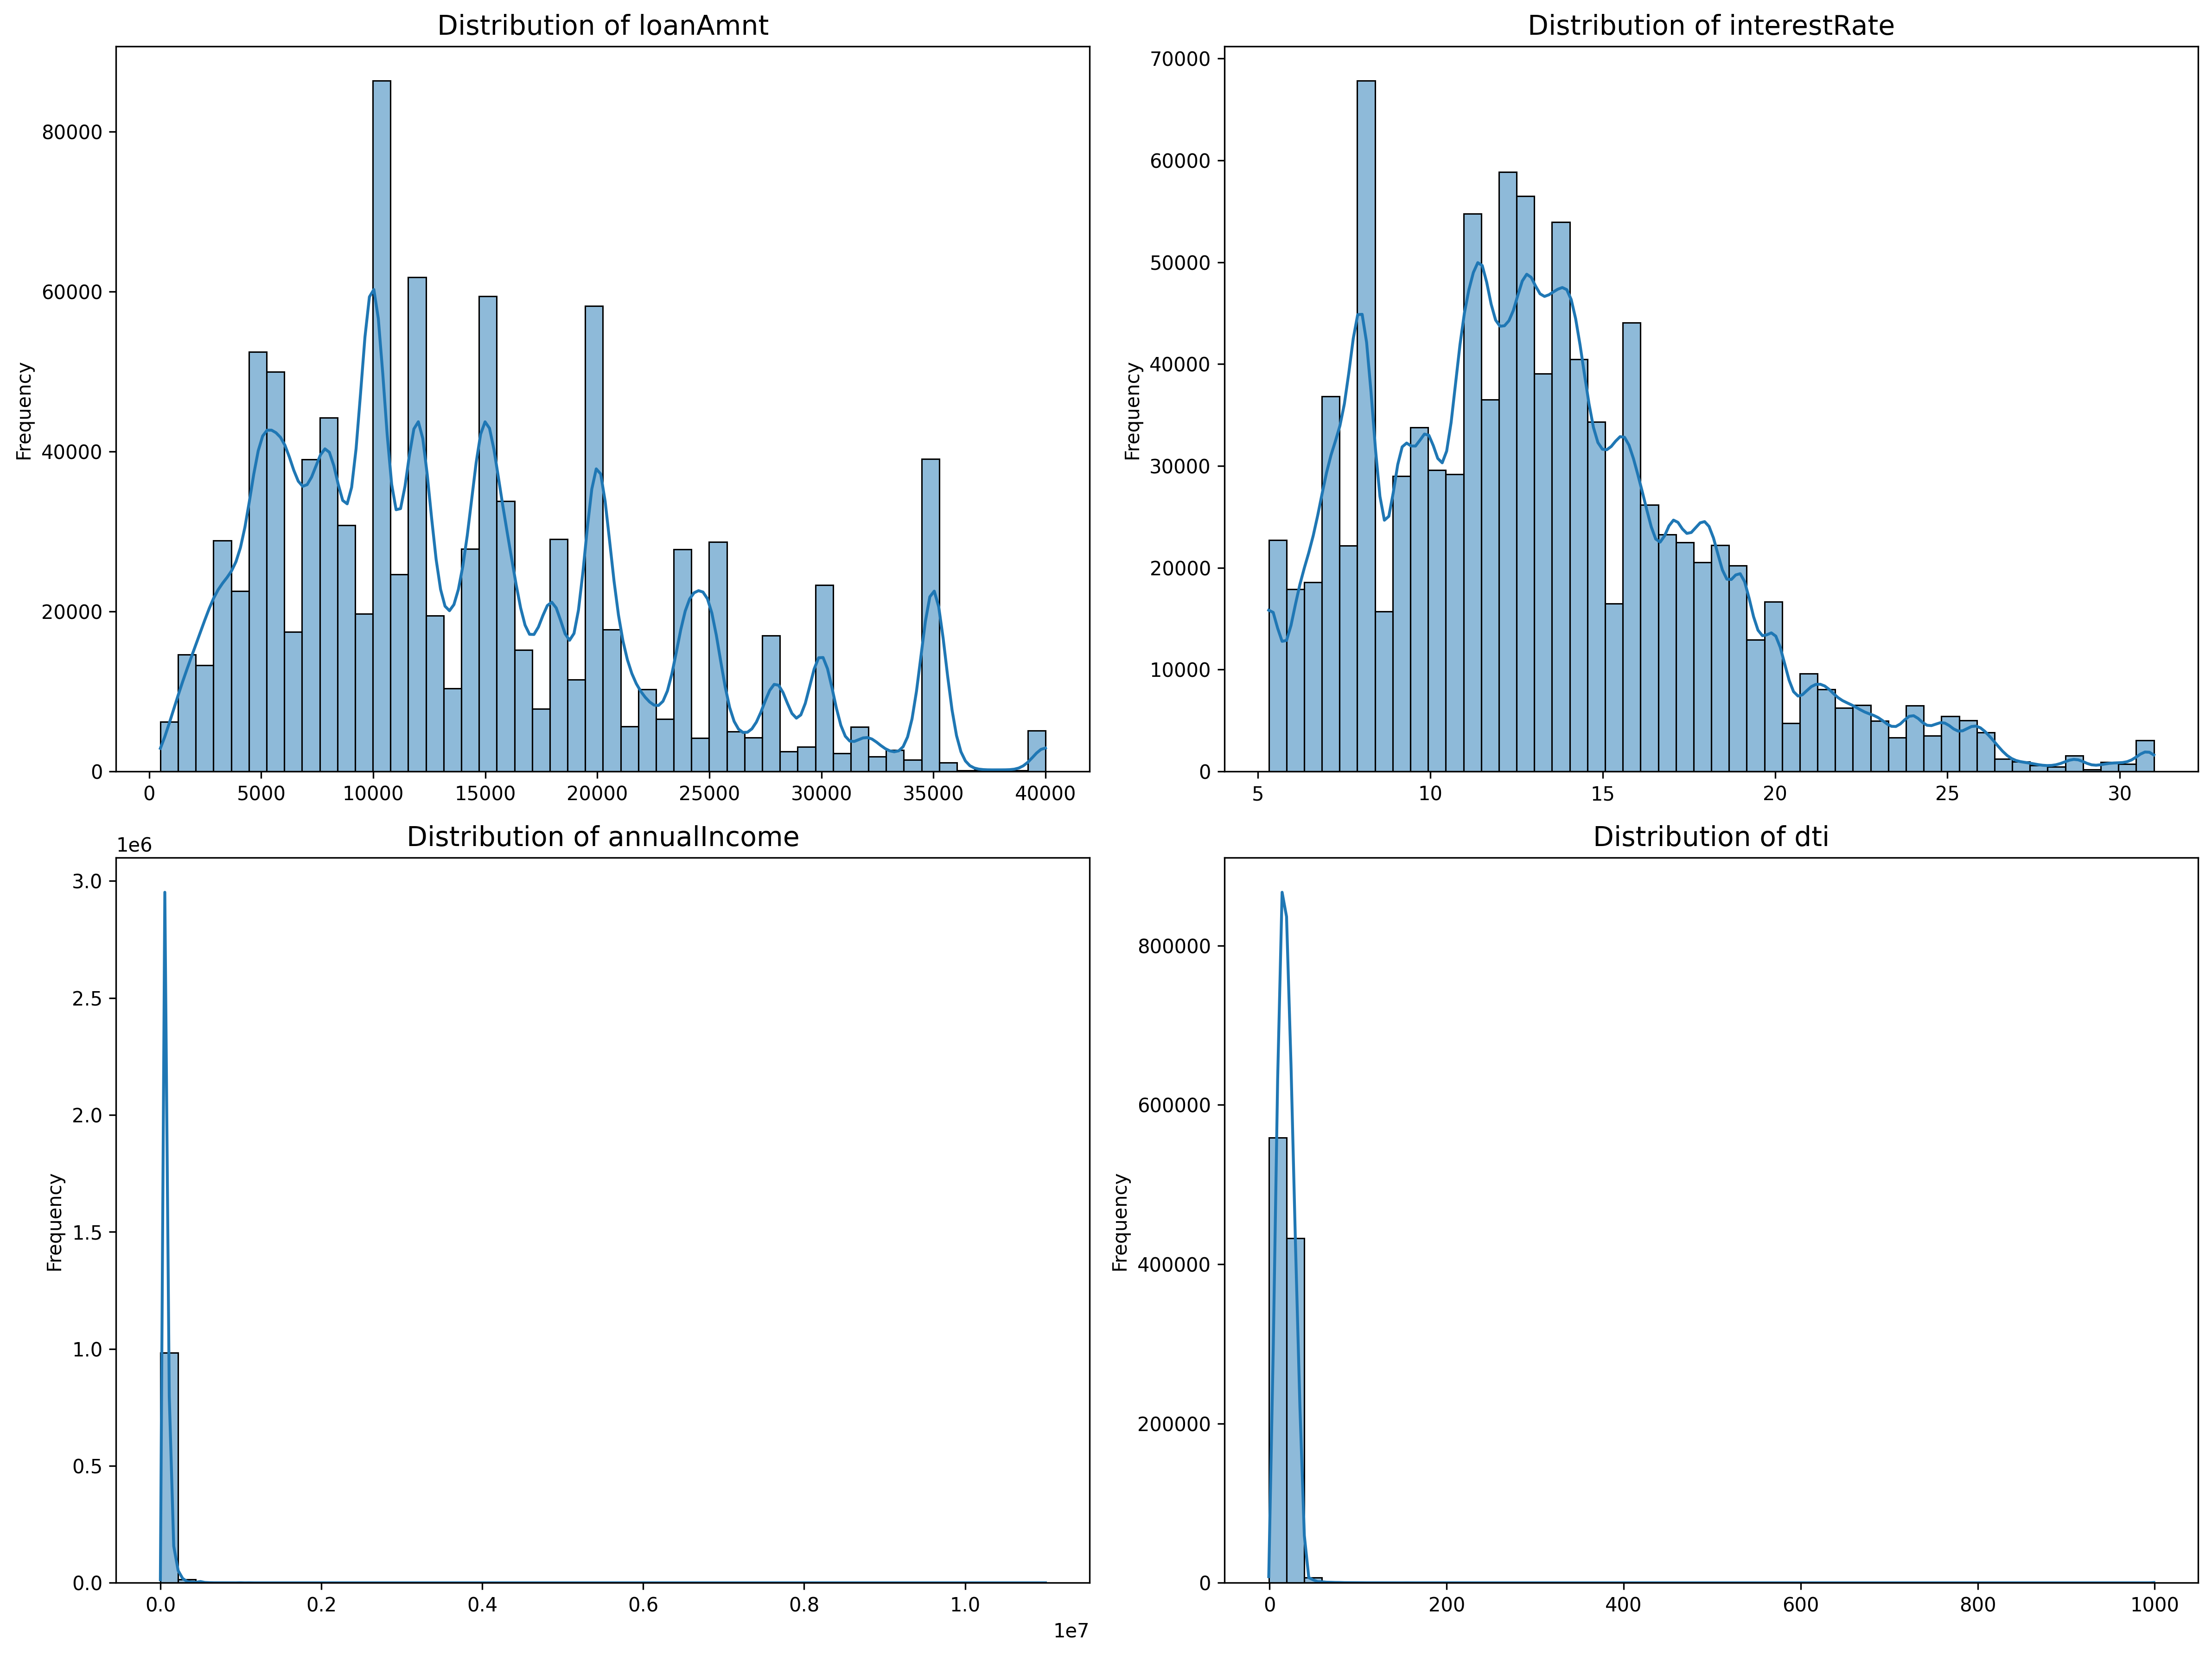 Distribution of loanAmnt
Frequency
80000
60000
40000
20000
0
0 5000 10000 15000 20000 25000 30000 35000 40000
Distribution of interestRate
Frequency
70000
60000
50000
40000
30000
20000
10000
0
5 10 15 20 25 30
Distribution of annualIncome
1e6
Frequency
3.0
2.5
2.0
1.5
1.0
0.5
0.0
0.0 0.2 0.4 0.6 0.8 1.0
1e7
Distribution of dti
Frequency
800000
600000
400000
200000
0
0 200 400 600 800 1000